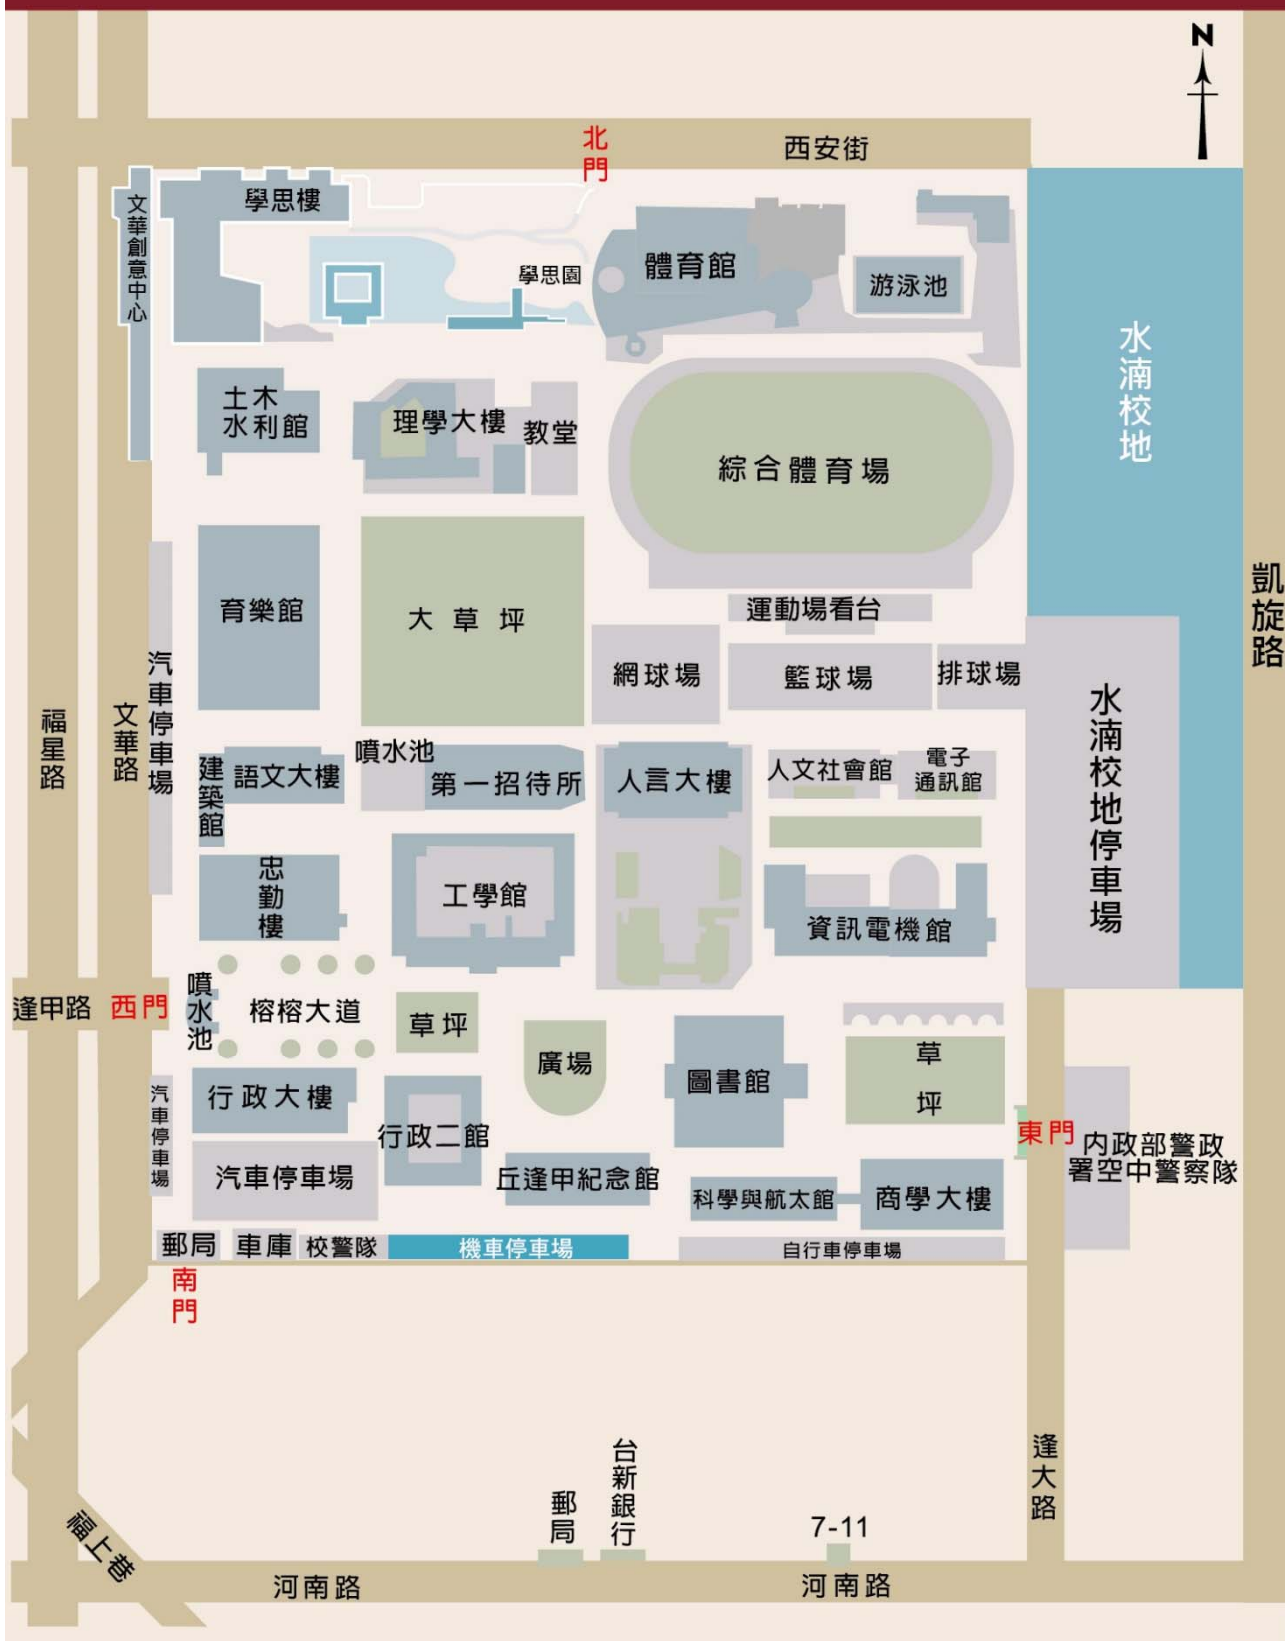 N
北
門
西安街
學思樓
文華創意中心
學思園
體育館
游泳池
水湳校地
土木
水利館
理學大樓
教堂
綜合體育場
育樂館
大草坪
運動場看台
網球場
籃球場
排球場
凱旋路
福星路
文華路
汽車停車場
水湳校地停車場
建築館
語文大樓
噴水池
第一招待所
人言大樓
人文社會館
電子
通訊館
忠勤樓
工學館
資訊電機館
逢甲路
西門
噴水池
榕榕大道
草坪
廣場
圖書館
草
坪
汽車停車場
行政大樓
行政二館
東門
內政部警政
署空中警察隊
汽車停車場
丘逢甲紀念館
科學與航太館
商學大樓
郵局
車庫
校警隊
機車停車場
自行車停車場
南
門
逢大路
福上巷
郵局
台新銀行
7-11
河南路
河南路